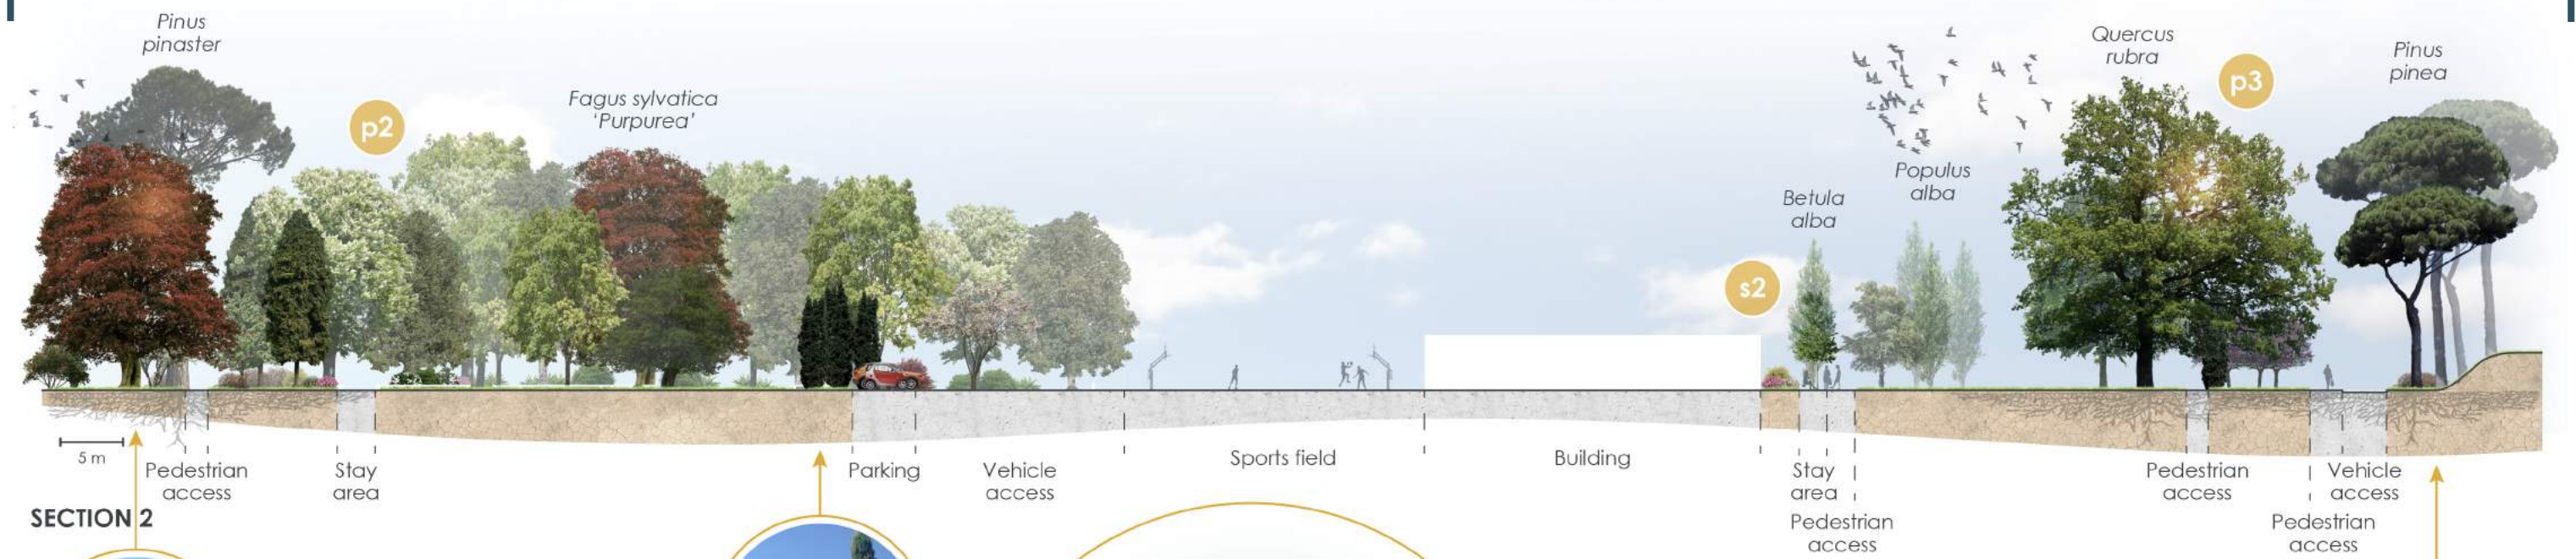 Pinus
pinaster
p2
Fagus sylvatica
‘Purpurea’
s2
Betula
alba
Populus
alba
Quercus
rubra
p3
Pinus
pinea
5 m
Pedestrian
access
Stay
area
Parking
Vehicle
access
Sports field
Building
Stay
area
Pedestrian
access
Pedestrian
access
Pedestrian
access
Vehicle
access
SECTION 2